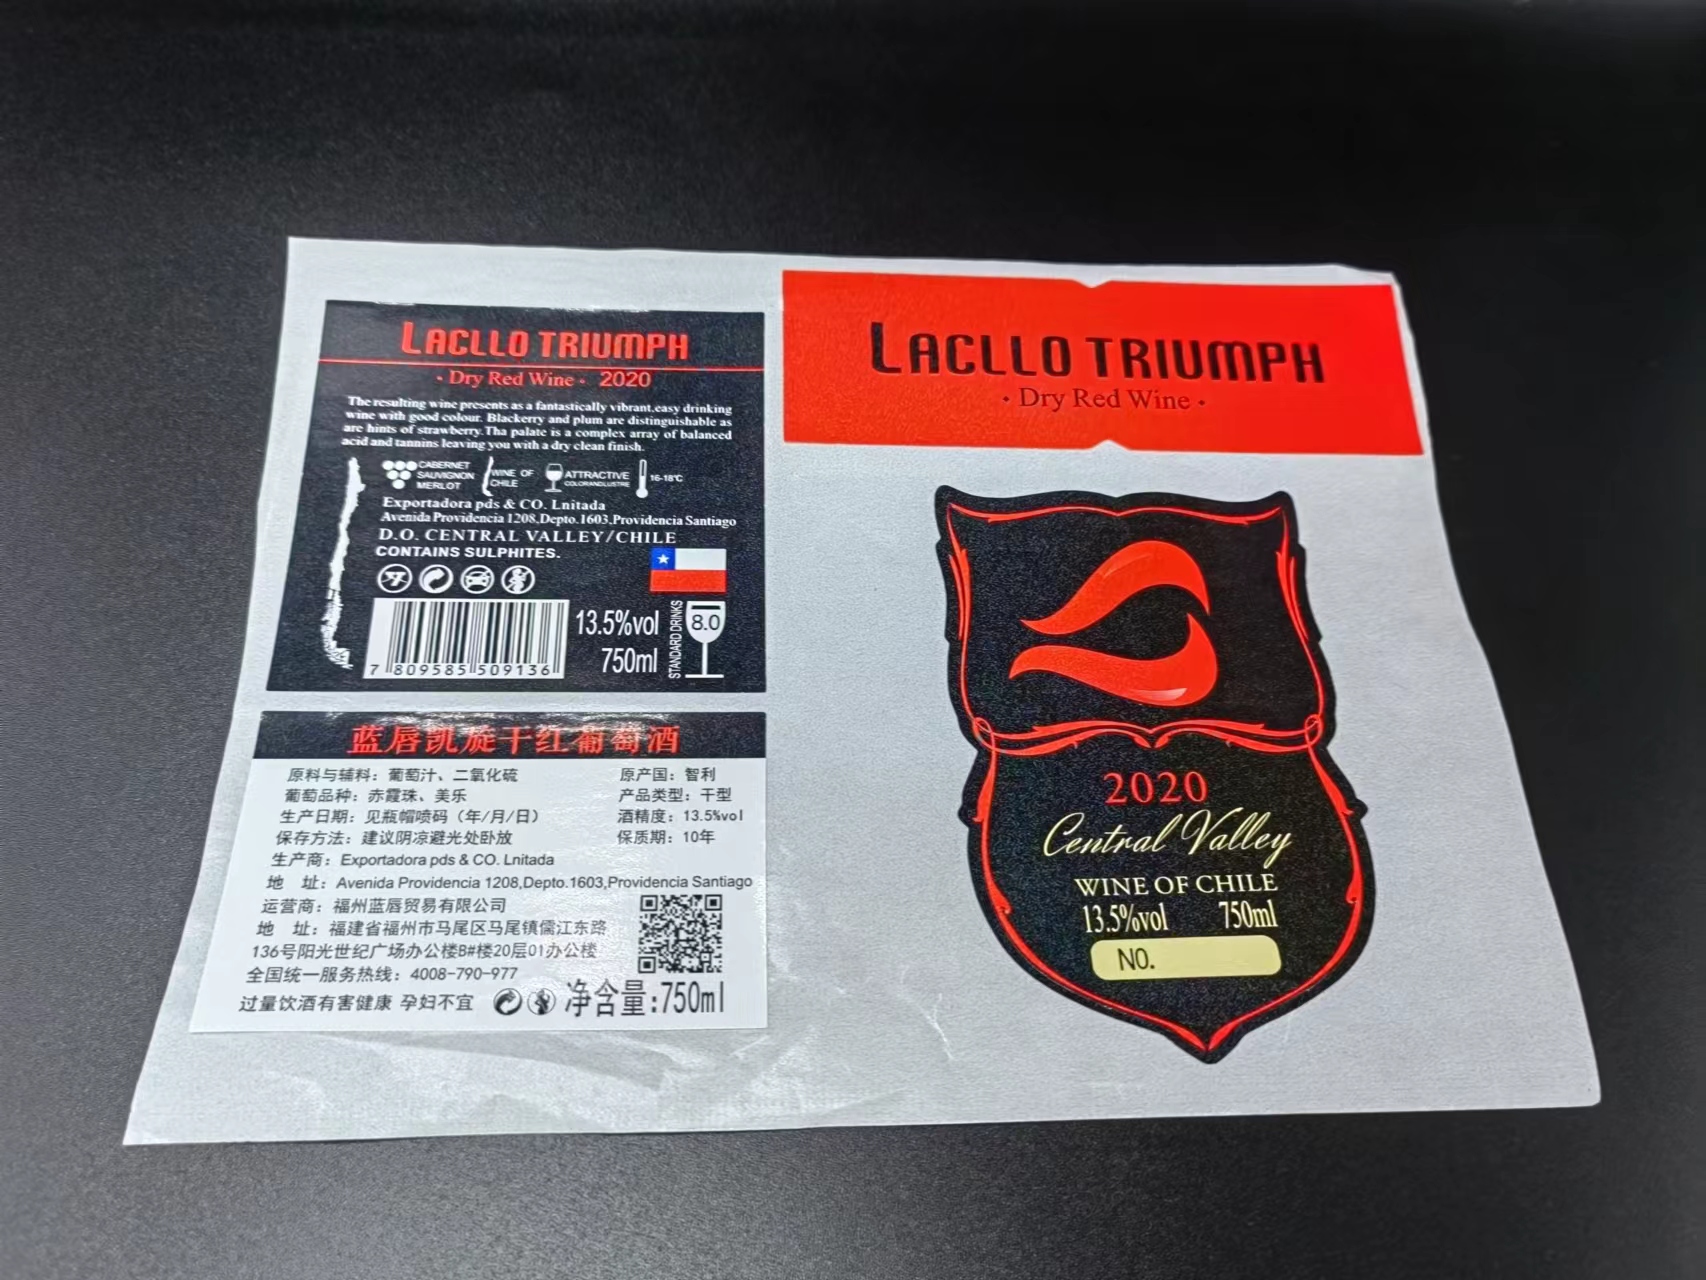 LACLLO TRIUMPH
· Dry Red Wine · 2020
The resulting wine presents as a fantastically vibrant,easy drinking
wine with good colour. Blackerry and plum are distinguishable as
are hints of strawberry.Tha palate is a complex array of balanced
acid and tannins leaving you with a dry clean finish.
CABERNET
SAUVIGNON
MERLOT
WINE OF
CHILE
ATTRACTIVE
COLORANDLUSTRE
16-18℃
Exportadora pds & CO. Lnitada
Avenida Providencia 1208,Depto.1603,Providencia Santiago
D.O. CENTRAL VALLEY/CHILE
CONTAINS SULPHITES.
13.5%vol
750ml
STANDARD DRINKS
8.0
7 809585 509136
蓝唇凯旋干红葡萄酒
原料与辅料：葡萄汁、二氧化硫 原产国：智利
葡萄品种：赤霞珠、美乐 产品类型：干型
生产日期：见瓶帽喷码（年/月/日） 酒精度：13.5%vol
保存方法：建议阴凉避光处卧放 保质期：10年
生产商：Exportadora pds & CO. Lnitada
地 址：Avenida Providencia 1208,Depto.1603,Providencia Santiago
运营商：福州蓝唇贸易有限公司
地 址：福建省福州市马尾区马尾镇儒江东路
136号阳光世纪广场办公楼B#楼20层01办公楼
全国统一服务热线：4008-790-977
过量饮酒有害健康 孕妇不宜 净含量:750ml
LACLLO TRIUMPH
· Dry Red Wine ·
2020
Central Valley
WINE OF CHILE
13.5%vol 750ml
NO.